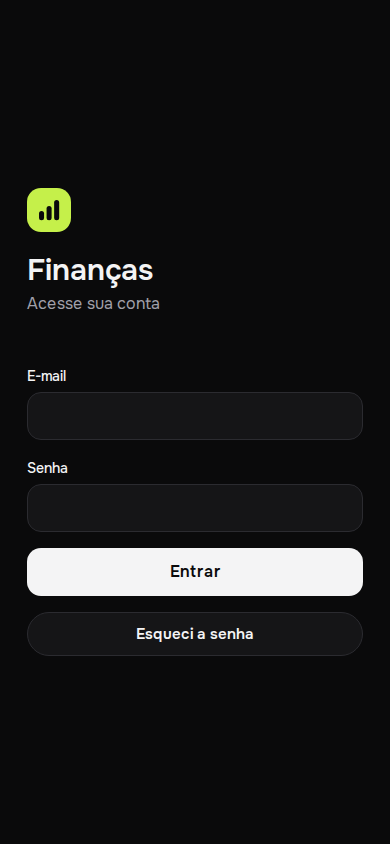 Finanças
Acesse sua conta
E-mail
Senha
Entrar
Esqueci a senha